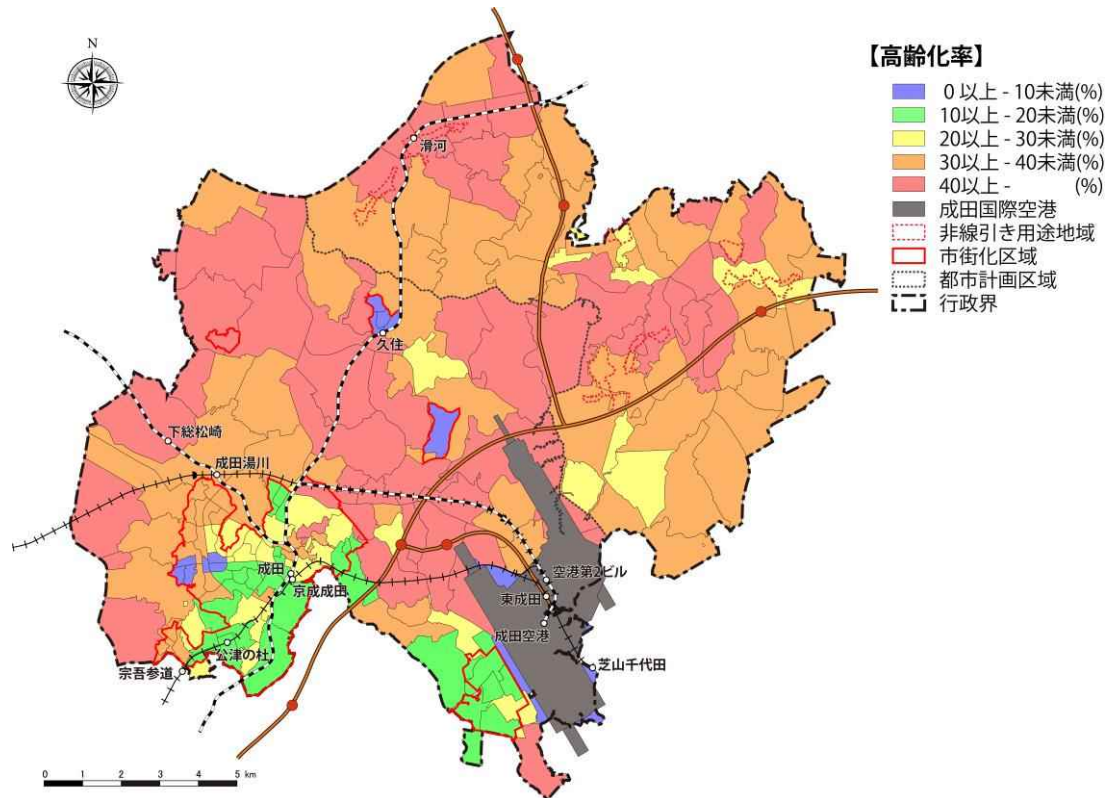 N
【高齢化率】
0 以上 - 10未満(%)
10以上 - 20未満(%)
20以上 - 30未満(%)
30以上 - 40未満(%)
40以上 - (%)
成田国際空港
非線引き用途地域
市街化区域
都市計画区域
行政界
滑河
久住
下総松崎
成田湯川
成田
京成成田
空港第2ビル
東成田
成田空港
芝山千代田
公津の杜
宗吾参道
0 1 2 3 4 5 km